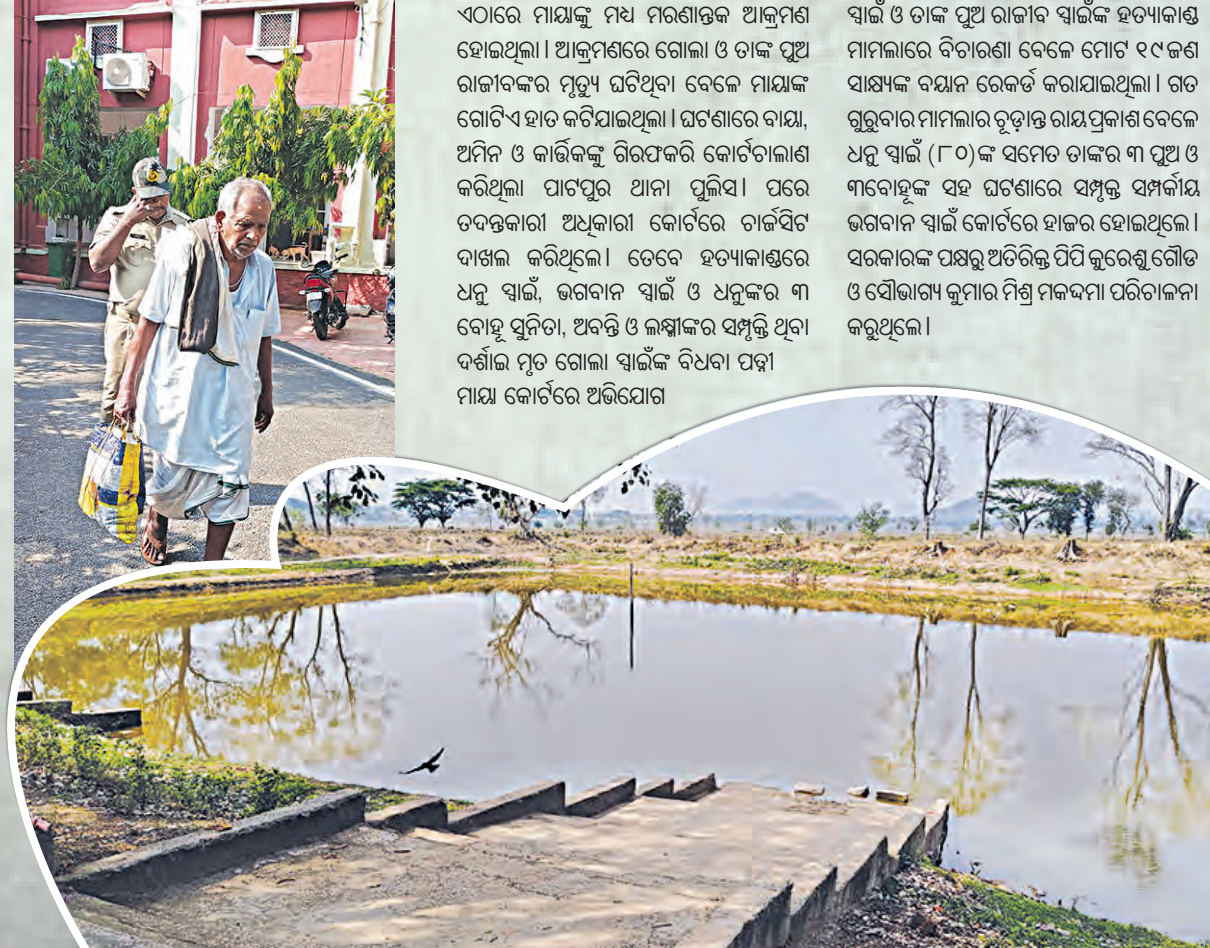 ଏଠାରେ ମାୟାଙ୍କୁ ମଧ୍ୟ ମରଣାନ୍ତକ ଆକ୍ରମଣ
ହୋଇଥିଲା । ଆକ୍ରମଣରେ ଗୋଲା ଓ ତାଙ୍କ ପୁଅ
ରାଜୀବଙ୍କର ମୃତ୍ୟୁ ଘଟିଥିବା ବେଳେ ମାୟାଙ୍କ
ଗୋଟିଏ ହାତ କଟିଯାଇଥିଲା । ଘଟଣାରେ ବାୟା,
ଅମିନ ଓ କାର୍ତ୍ତିକଙ୍କୁ ଗିରଫକରି କୋର୍ଟଚାଲାଣ
କରିଥିଲା ପାଟପୁର ଥାନା ପୁଲିସ। ପରେ
ତଦନ୍ତକାରୀ ଅଧିକାରୀ କୋର୍ଟରେ ଚାର୍ଜସିଟ
ଦାଖଲ କରିଥିଲେ। ତେବେ ହତ୍ୟାକାଣ୍ଡରେ
ଧନୁ ସ୍ୱାଇଁ, ଭଗବାନ ସ୍ୱାଇଁ ଓ ଧନୁଙ୍କର ୩
ବୋହୂ ସୁନିତା, ଅବନ୍ତି ଓ ଲକ୍ଷ୍ମୀଙ୍କର ସମ୍ପୃକ୍ତି ଥିବା
ଦର୍ଶାଇ ମୃତ ଗୋଲା ସ୍ୱାଇଁଙ୍କ ବିଧବା ପତ୍ନୀ
ମାୟା କୋର୍ଟରେ ଅଭିଯୋଗ
ସ୍ୱାଇଁ ଓ ତାଙ୍କ ପୁଅ ରାଜୀବ ସ୍ୱାଇଁଙ୍କ ହତ୍ୟାକାଣ୍ଡ
ମାମଲାରେ ବିଚାରଣା ବେଳେ ମୋଟ ୧୯ଜଣ
ସାକ୍ଷ୍ୟଙ୍କ ବୟାନ ରେକର୍ଡ କରାଯାଇଥିଲା । ଗତ
ଗୁରୁବାର ମାମଲାର ଚୂଡ଼ାନ୍ତ ରାୟପ୍ରକାଶ ବେଳେ
ଧନୁ ସ୍ୱାଇଁ (୮୦)ଙ୍କ ସମେତ ତାଙ୍କର ୩ ପୁଅ ଓ
୩ବୋହୂଙ୍କ ସହ ଘଟଣାରେ ସମ୍ପୃକ୍ତ ସମ୍ପର୍କୀୟ
ଭଗବାନ ସ୍ୱାଇଁ କୋର୍ଟରେ ହାଜର ହୋଇଥିଲେ।
ସରକାରଙ୍କ ପକ୍ଷରୁ ଅତିରିକ୍ତ ପିପି କୁରେଶୁ ଗୌଡ
ଓ ସୌଭାଗ୍ୟ କୁମାର ମିଶ୍ର ମକଦ୍ଦମା ପରିଚାଳନା
କରୁଥିଲେ।